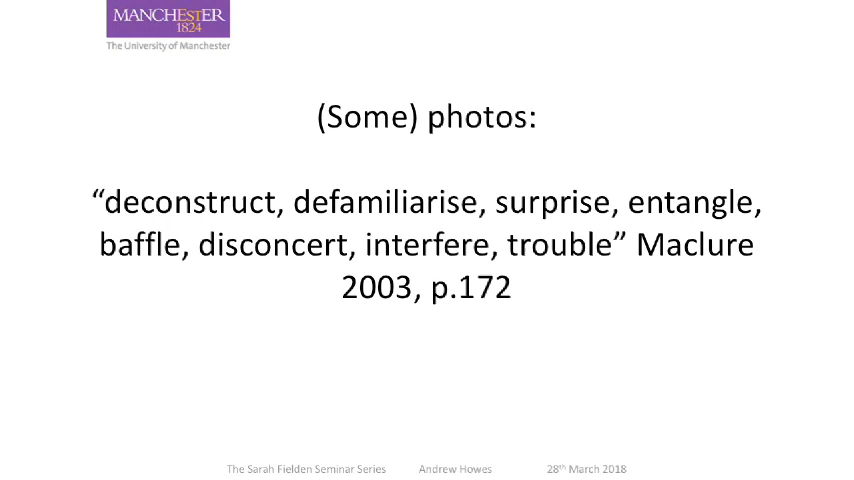 MANCHESTER
1824
The University of Manchester
(Some) photos:
“deconstruct, defamiliarise, surprise, entangle,
baffle, disconcert, interfere, trouble” Maclure
2003, p.172
The Sarah Fielden Seminar Series Andrew Howes 28th March 2018